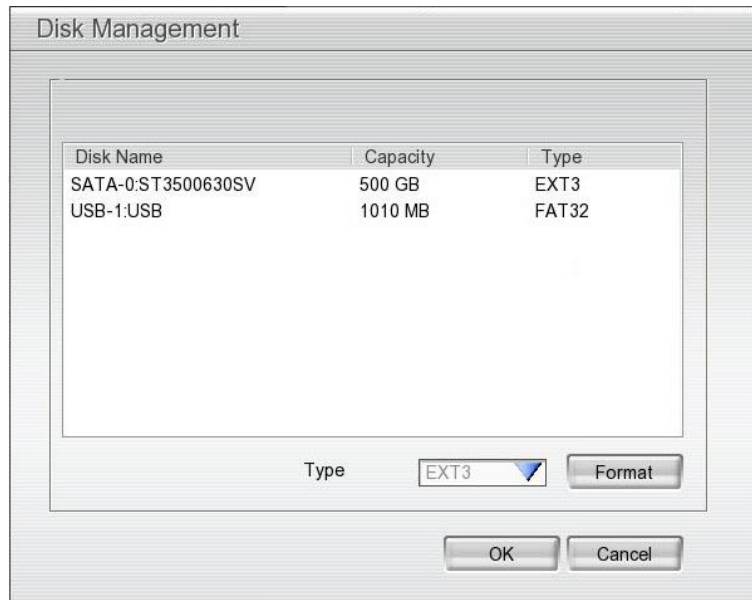 Disk Management
Disk Name Capacity Type
SATA-0:ST3500630SV 500 GB EXT3
USB-1:USB 1010 MB FAT32
Type EXT3 Format
OK Cancel